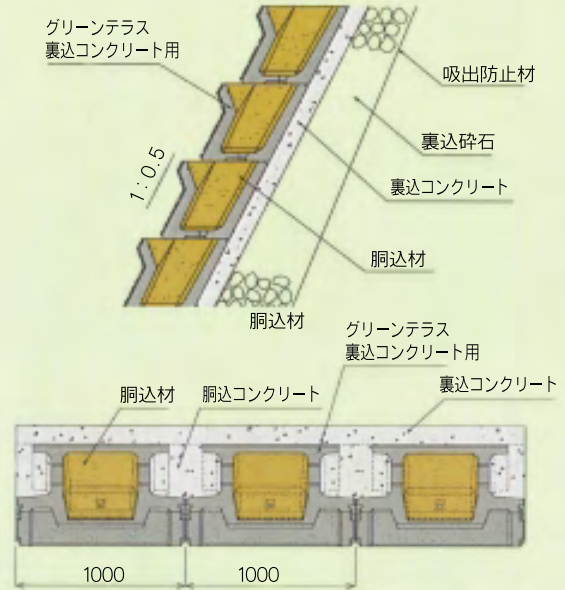 グリーンテラス
裏込コンクリート用
吸出防止材
裏込砕石
1:0.5
裏込コンクリート
胴込材
胴込材
グリーンテラス
裏込コンクリート用
胴込材
胴込コンクリート
裏込コンクリート
1000
1000